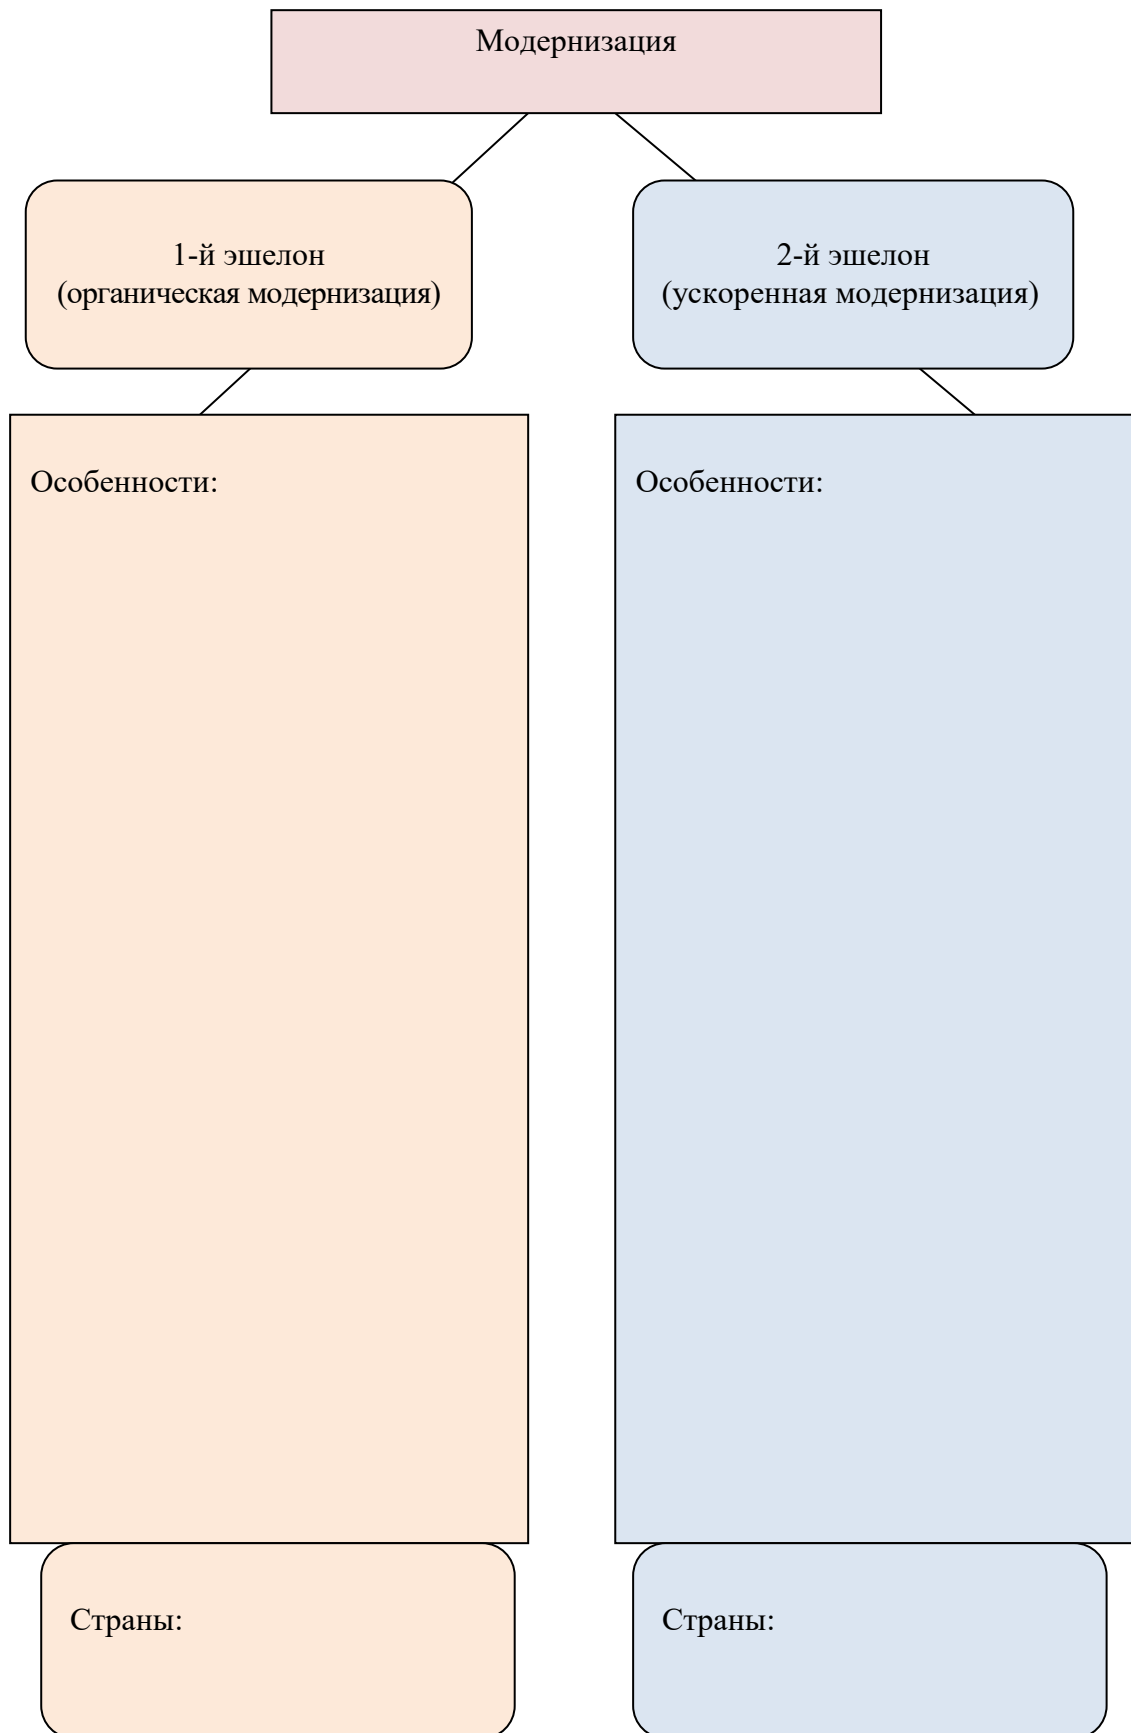 Модернизация
1-й эшелон
(органическая модернизация)
2-й эшелон
(ускоренная модернизация)
Особенности:
Особенности:
Страны:
Страны: